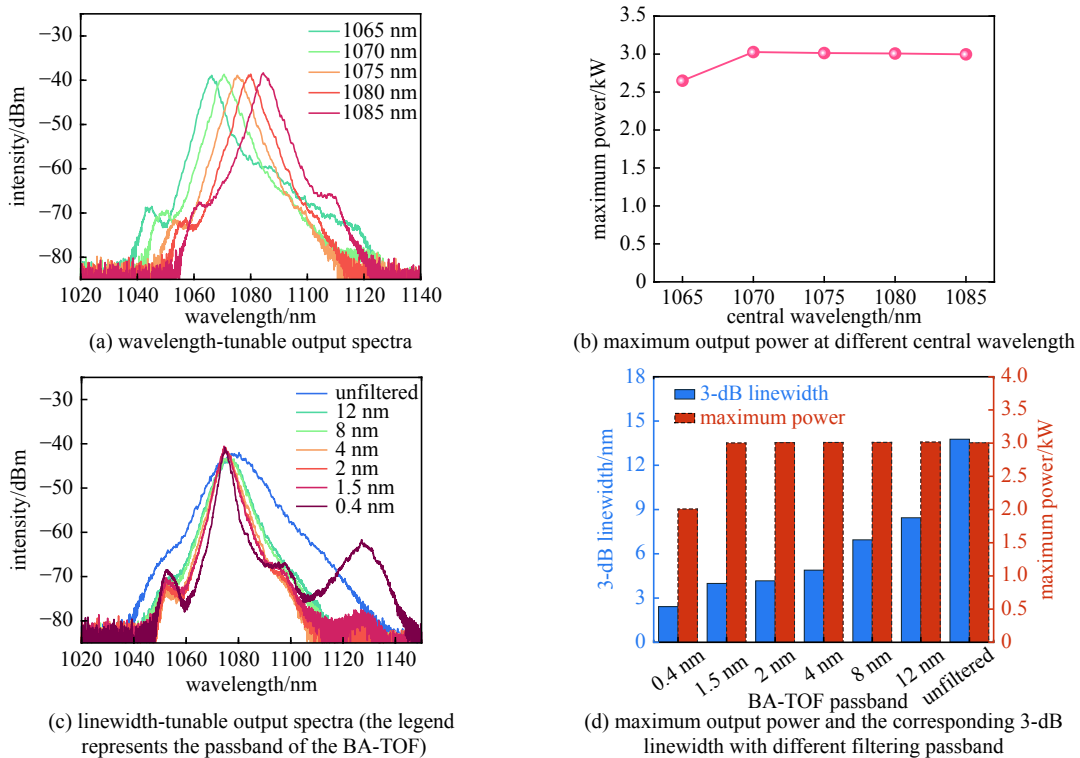 −25
−30
−40
−50
−60
−70
−80
intensity/dBm
1065 nm
1070 nm
1075 nm
1080 nm
1085 nm
1020 1040 1060 1080 1100 1120 1140
wavelength/nm
(a) wavelength-tunable output spectra
3.5
3.0
2.5
2.0
1.5
1.0
0.5
0
maximum power/kW
1065 1070 1075 1080 1085
central wavelength/nm
(b) maximum output power at different central wavelength
−30
−40
−50
−60
−70
−80
intensity/dBm
unfiltered
12 nm
8 nm
4 nm
2 nm
1.5 nm
0.4 nm
1020 1040 1060 1080 1100 1120 1140
wavelength/nm
(c) linewidth-tunable output spectra (the legend
represents the passband of the BA-TOF)
18
15
12
9
6
3
0
3-dB linewidth/nm
3-dB linewidth
maximum power
4.0
3.5
3.0
2.5
2.0
1.5
1.0
0.5
0
maximum power/kW
0.4 nm 1.5 nm 2 nm 4 nm 8 nm 12 nm unfiltered
BA-TOF passband
(d) maximum output power and the corresponding 3-dB
linewidth with different filtering passband